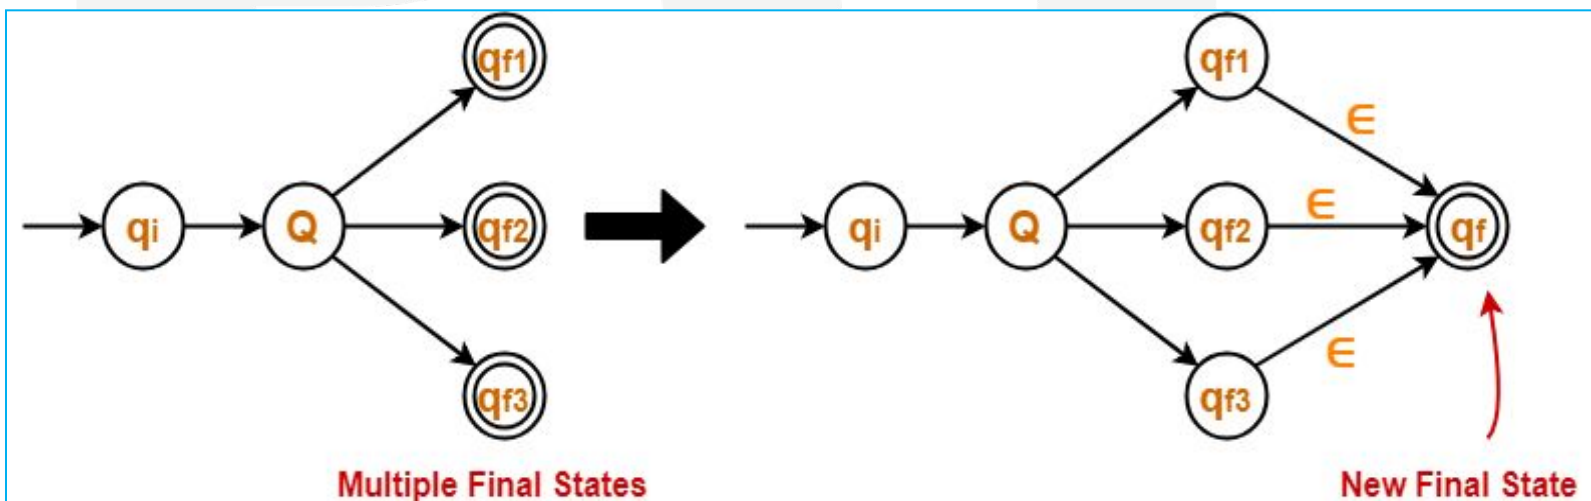 qf1
qi
Q
qf2
qf3
Multiple Final States
qf1
∈
qi
Q
qf2
∈
qf
qf3
∈
New Final State